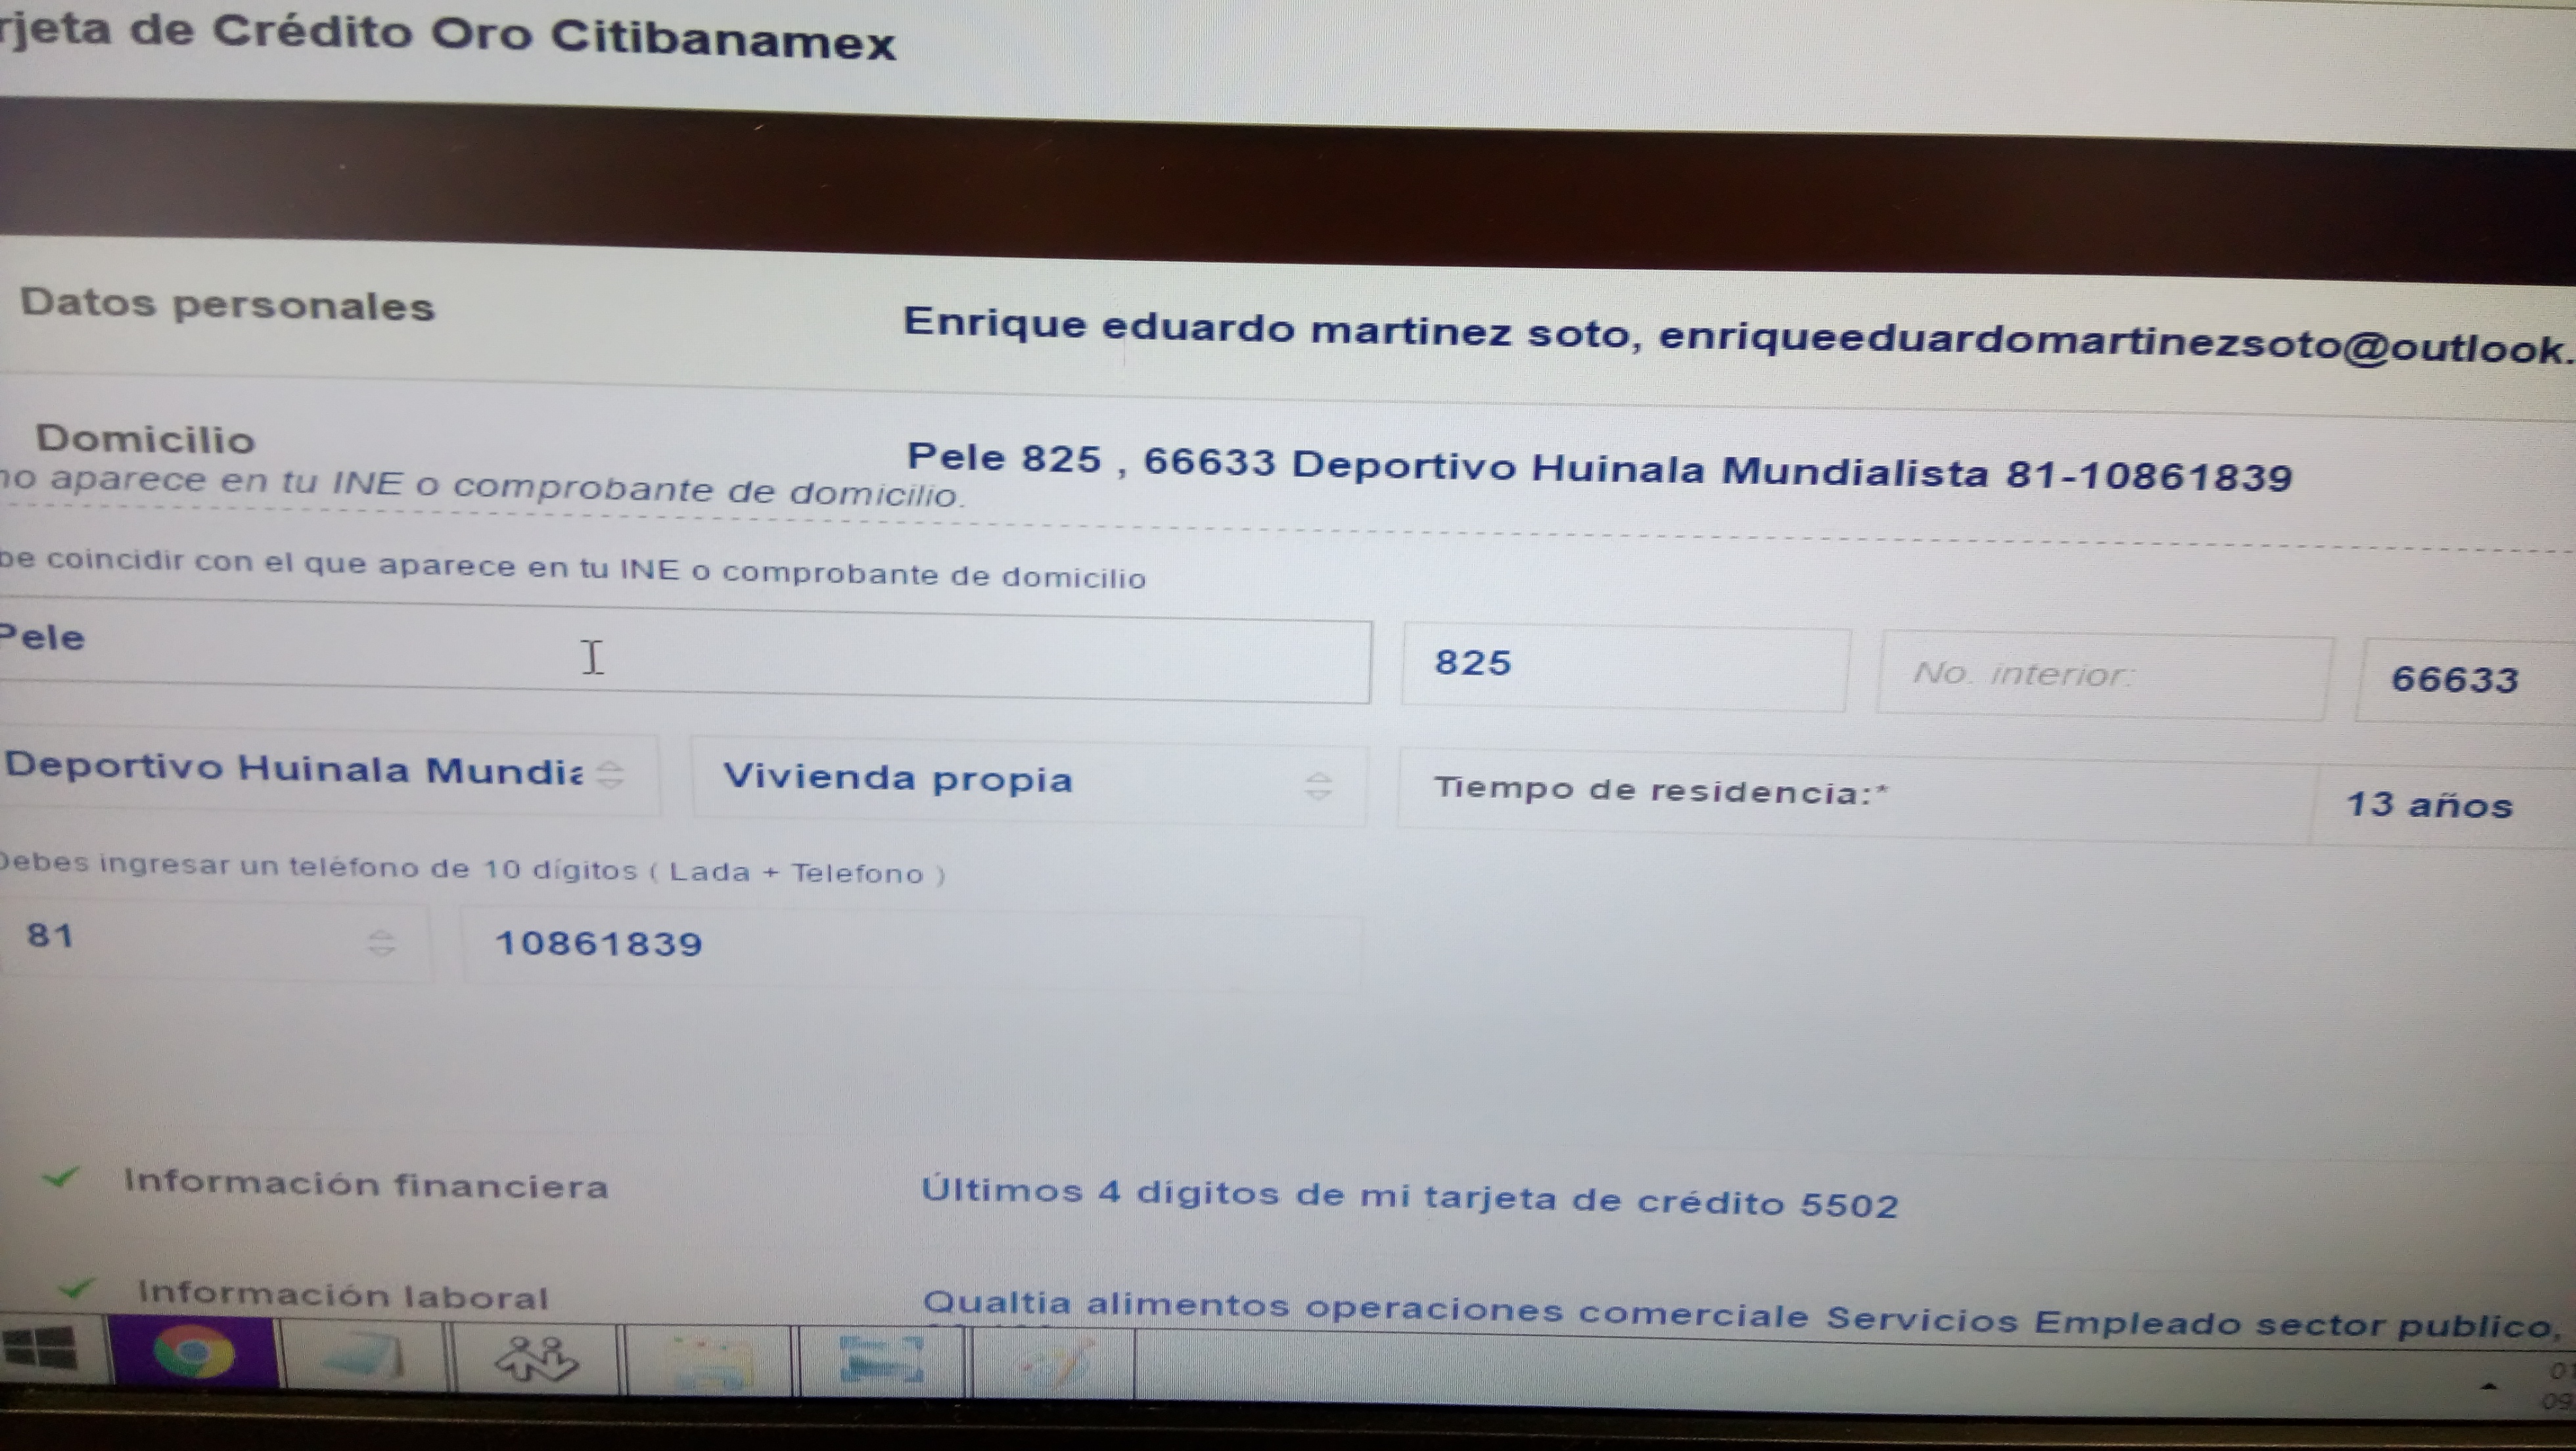 rjeta de Crédito Oro Citibanamex
Datos personales
Enrique eduardo martinez soto, enriqueeduardomartinezsoto@outlook.
Domicilio
Pele 825 , 66633 Deportivo Huinala Mundialista 81-10861839
no aparece en tu INE o comprobante de domicilio.
be coincidir con el que aparece en tu INE o comprobante de domicilio
Pele 825 No. interior: 66633
Deportivo Huinala Mundia Vivienda propia Tiempo de residencia:* 13 años
Debes ingresar un teléfono de 10 dígitos ( Lada + Telefono )
81 10861839
Información financiera
Últimos 4 dígitos de mi tarjeta de crédito 5502
Información laboral
Qualtia alimentos operaciones comerciale Servicios Empleado sector publico,
01
09